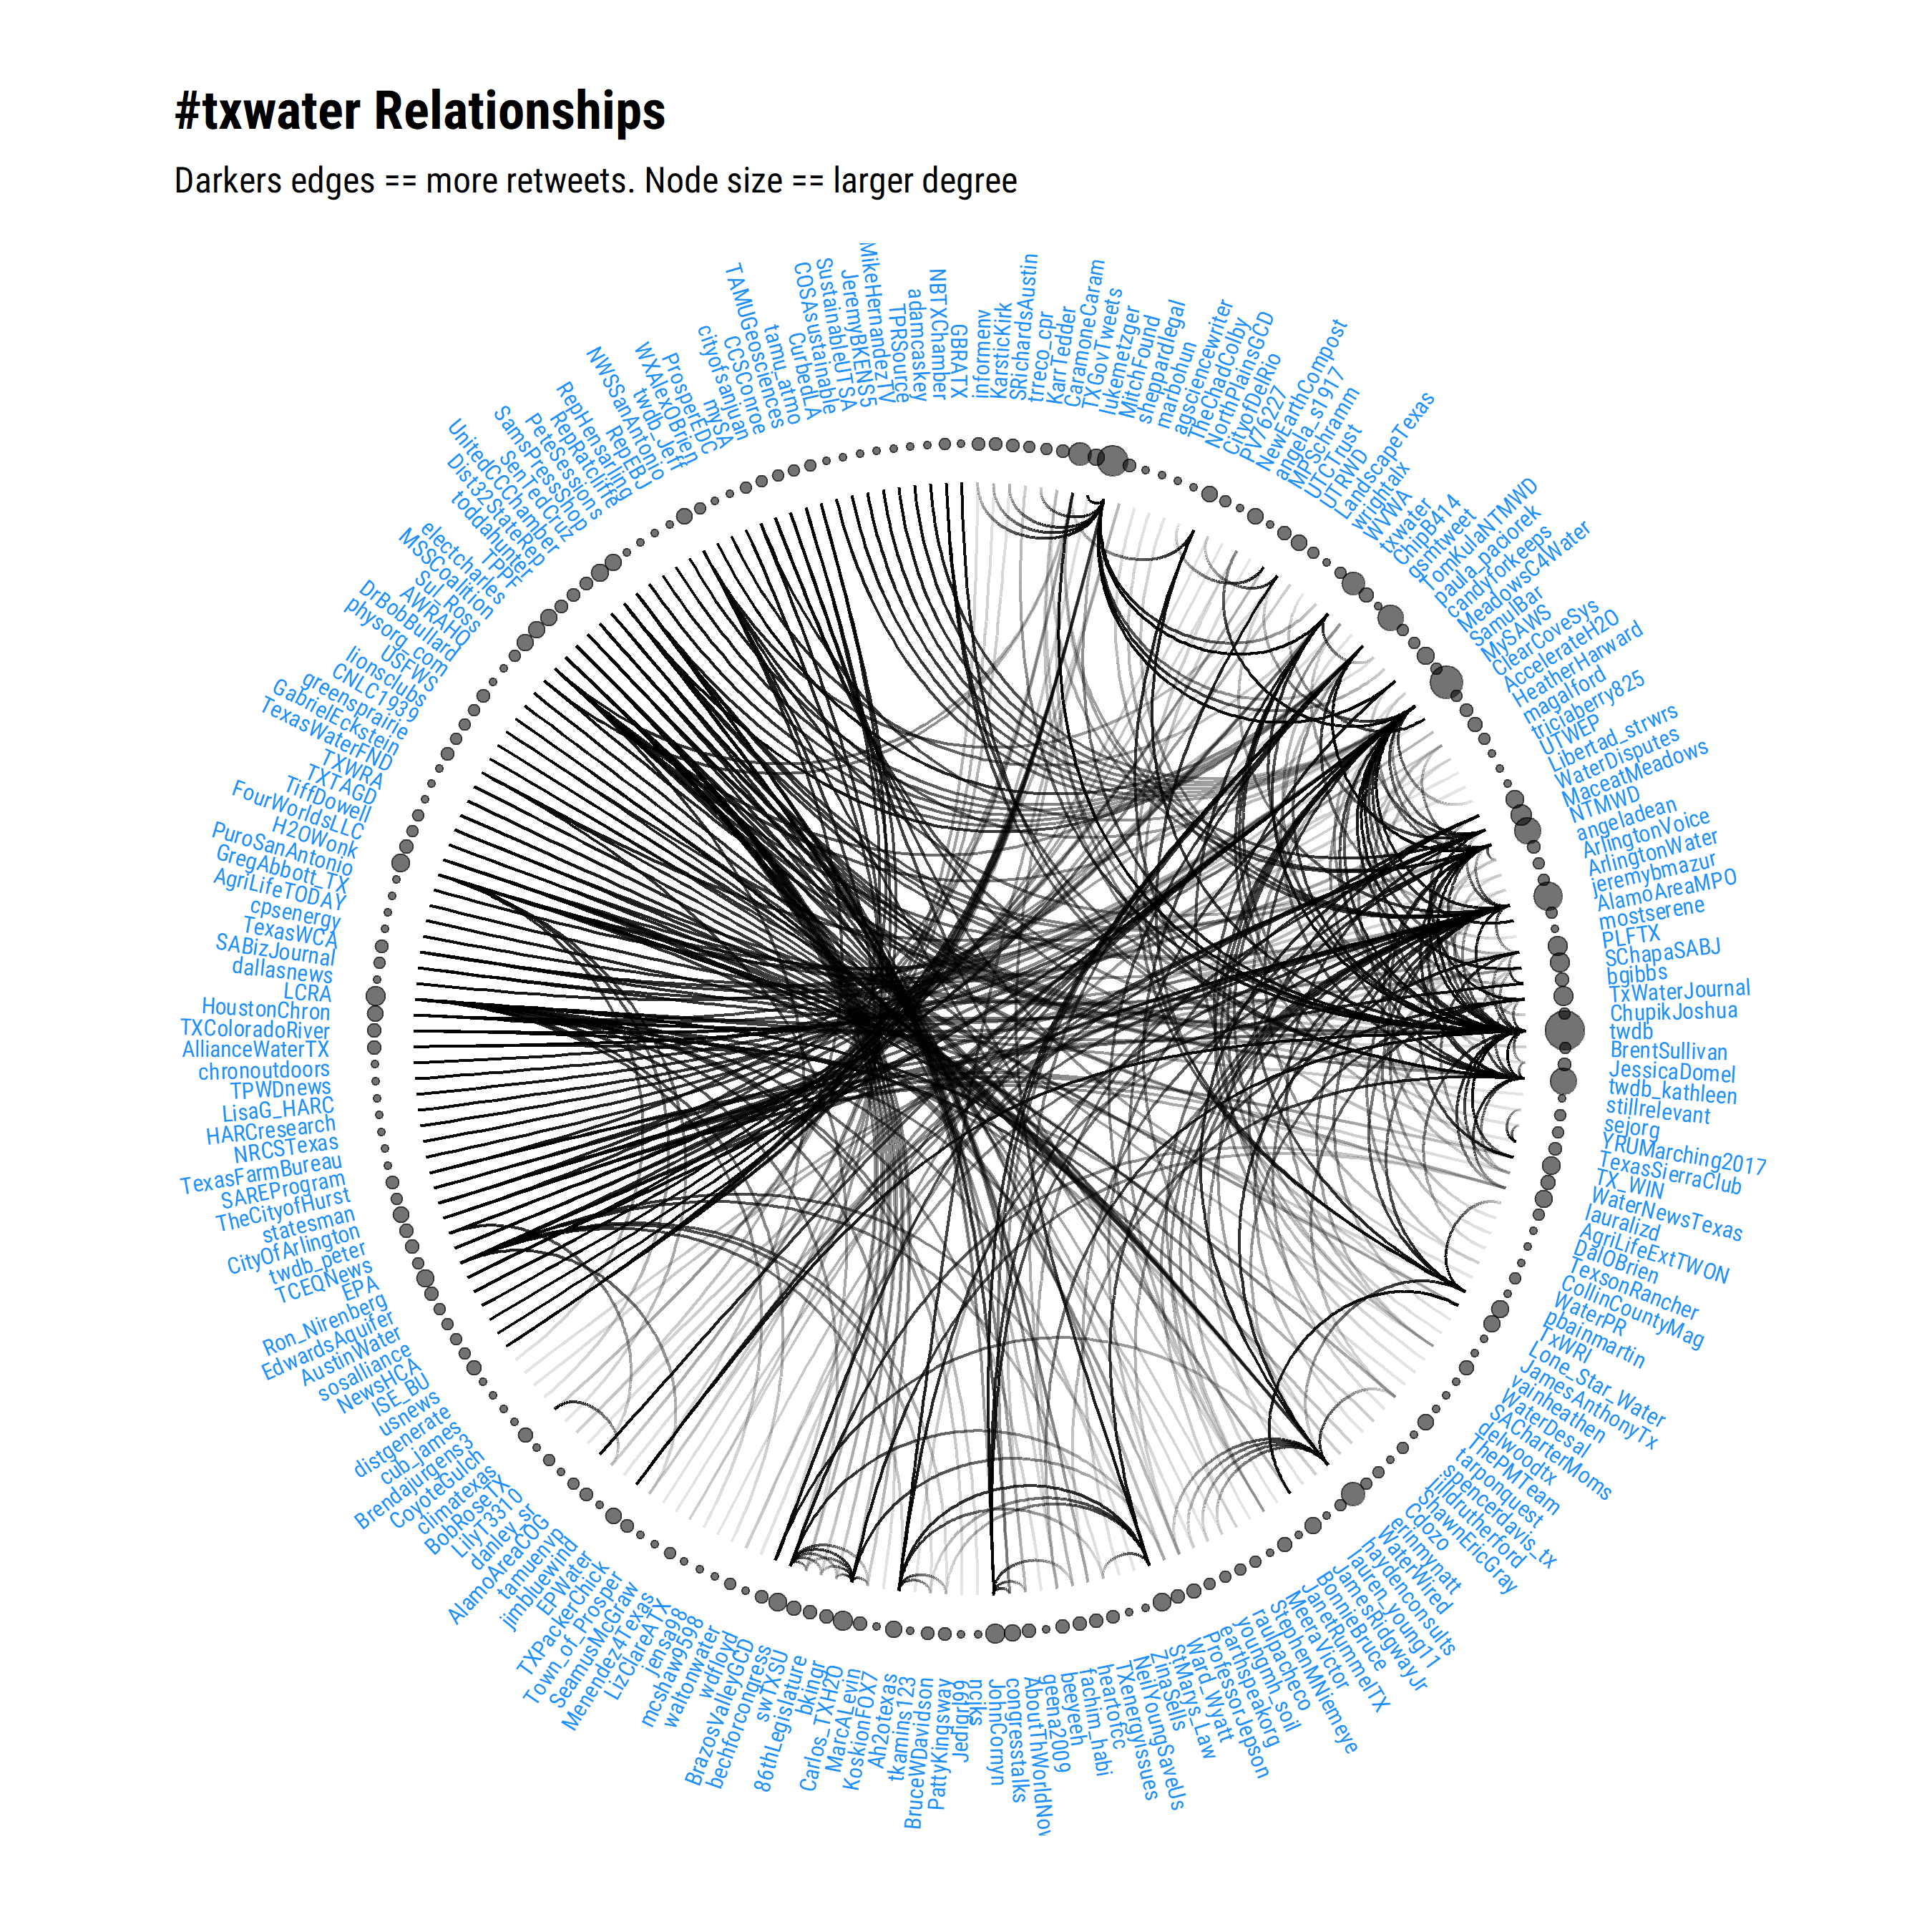 #txwater Relationships
Darkers edges == more retweets. Node size == larger degree
informenv
KarsticKirk
SRichardsAustin
trreco_cpr
KarrTedder
CaramoneCaram
TXGovTweets
lukemetzger
MitchFound
sheppardlegal
marbohun
agsciencewriter
TheChadColby
NorthPlainsGCD
CityofDelRio
PV76227
NewEarthCompost
angela_s1917
MPSchramm
UTCTrust
UTRWD
LandscapeTexas
wrightalx
WVWA
txwater
ChipB414
gsmtweet
TomKulaNTMWD
paula_paciorek
candyforkeeps
MeadowsC4Water
SamulBar
MySAWS
ClearCoveSys
AccelerateH2O
HeatherHarward
magalford
triciaberry825
UTWEP
Libertad_strwrs
WaterDisputes
MaceatMeadows
NTMWD
angeladean
ArlingtonVoice
ArlingtonWater
jeremybmazur
AlamoAreaMPO
mostserene
PLFTX
SChapaSABJ
bgibbs
TxWaterJournal
ChupikJoshua
twdb
BrentSullivan
JessicaDomel
twdb_kathleen
stillrelevant
sejorg
YRUMarching2017
TexasSierraClub
TX_WIN
WaterNewsTexas
lauralizd
AgriLifeExtTWON
DalOBrien
TexsonRancher
CollinCountyMag
WaterPR
pbainmartin
TxWRI
Lone_Star_Water
JamesAnthonyTx
vainheathen
WaterDesal
SACharterMoms
delwoodtx
ThePMTeam
tarponquest
spencerdavis_tx
jilldrutherford
ShawnEricGray
Cdozo
erinmynatt
WaterWired
haydenconsults
lauren_young11
JamesRidgwayJr
BonnieBruce
JanetRummelTX
MeeraVictor
StephenMNiemeye
raulpacheco
youngmh_soil
earthspeakorg
ProfessorJepson
Ward_Wyatt
StMarys_Law
ZinaSells
NeilYoungSaveUs
TXenergyIssues
heartofcc
fachim_habi
beeyeeh
geena2009
AboutThWorldNov
congresstalks
JohnCornyn
nciks
Jedigrl69
PattyKingsway
BruceWDavidson
tkamins123
Ah2otexas
KoskionFOX7
MarcALevin
Carlos_TXH2O
bkingr
86thLegislature
swTXSU
bechforcongress
BrazosValleyGCD
wdfloyd
waltonwater
mcshaw9598
jensa98
LizClareATX
Menendez4Texas
SeamusMcGraw
Town_of_Prosper
TXPackerChick
EPWater
jimbluewind
tamuenvp
AlamoAreaCOG
danley_sr
LilyT3310
BobRoseTX
climatexas
CoyoteGulch
Brendajurgens3
cub_james
distgenerate
usnews
ISE_BU
NewsHCA
sosalliance
AustinWater
EdwardsAquifer
Ron_Nirenberg
EPA
TCEQNews
twdb_peter
CityOfArlington
statesman
TheCityofHurst
SAREProgram
TexasFarmBureau
NRCSTexas
HARCresearch
LisaG_HARC
TPWDnews
chronoutdoors
AllianceWaterTX
TXColoradoRiver
HoustonChron
LCRA
dallasnews
SABizJournal
TexasWCA
cpsenergy
AgriLifeTODAY
GregAbbott_TX
PuroSanAntonio
H2OWonk
FourWorldsLLC
TiffDowell
TXTAGD
TXWRA
TexasWaterFND
GabrielEckstein
greensprairie
CNLC1939
lionsclubs
USFWS
physorg_com
DrBobBullard
AWRAHQ
Sul_Ross
MSSCoalition
electcharles
TPPF
toddahunter
Dist32StateRep
UnitedCCChamber
SenTedCruz
SamsPressShop
PeteSessions
RepRatcliffe
RepHensarling
RepEBJ
NWSSanAntonio
twdb_Jeff
WXAlexOBrien
ProsperEDC
mySA
cityofsanjuan
CCSConroe
TAMUGeosciences
tamu_atmo
CurbedLA
COSAsustainable
SustainableUTSA
JeremyBKENS5
MikeHernandezTV
TPRSource
adamcaskey
NBTXChamber
GBRATX